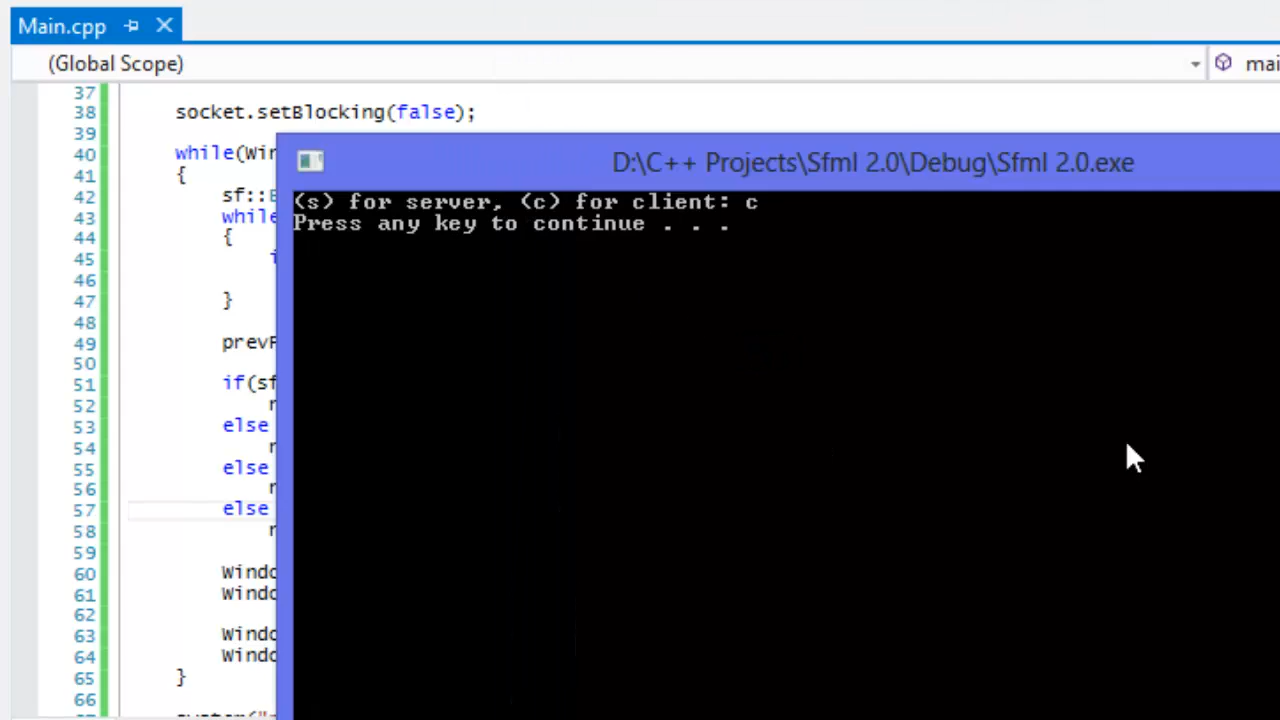 Main.cpp
(Global Scope)
mai
37
38 socket.setBlocking(false);
39
40 while(Win
41 {
42 sf::E
43 while
44 {
45 i
46
47 }
48
49 prevP
50
51 if(sf
52 r
53 else
54 r
55 else
56 r
57 else
58 r
59
60 Windo
61 Windo
62
63 Windo
64 Windo
65 }
66
D:\C++ Projects\Sfml 2.0\Debug\Sfml 2.0.exe
(s) for server, (c) for client: c
Press any key to continue . . .